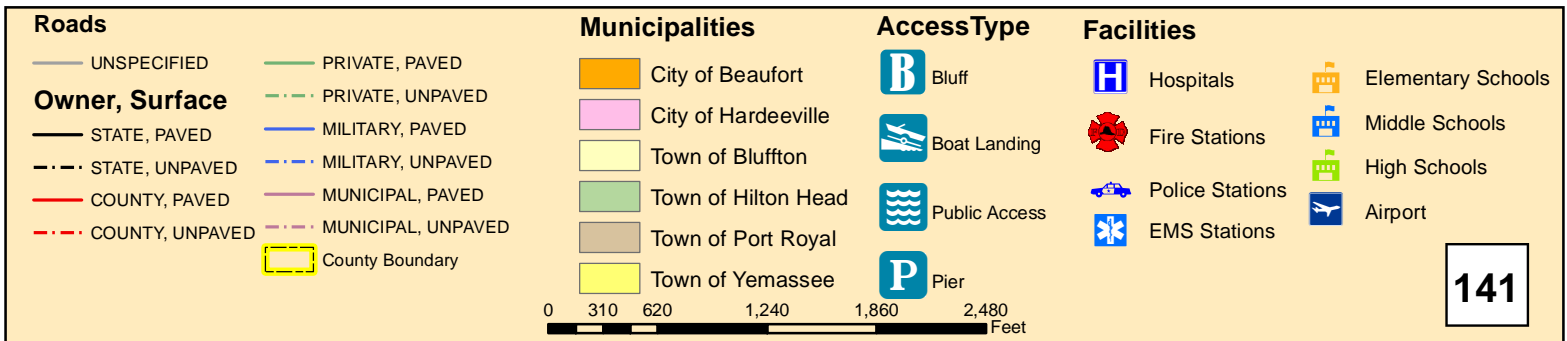 Roads
UNSPECIFIED
Owner, Surface
STATE, PAVED
STATE, UNPAVED
COUNTY, PAVED
COUNTY, UNPAVED
PRIVATE, PAVED
PRIVATE, UNPAVED
MILITARY, PAVED
MILITARY, UNPAVED
MUNICIPAL, PAVED
MUNICIPAL, UNPAVED
County Boundary
Municipalities
City of Beaufort
City of Hardeeville
Town of Bluffton
Town of Hilton Head
Town of Port Royal
Town of Yemassee
AccessType
B Bluff
Boat Landing
Public Access
P Pier
Facilities
H Hospitals
Fire Stations
Police Stations
EMS Stations
Elementary Schools
Middle Schools
High Schools
Airport
0 310 620 1,240 1,860 2,480
Feet
141